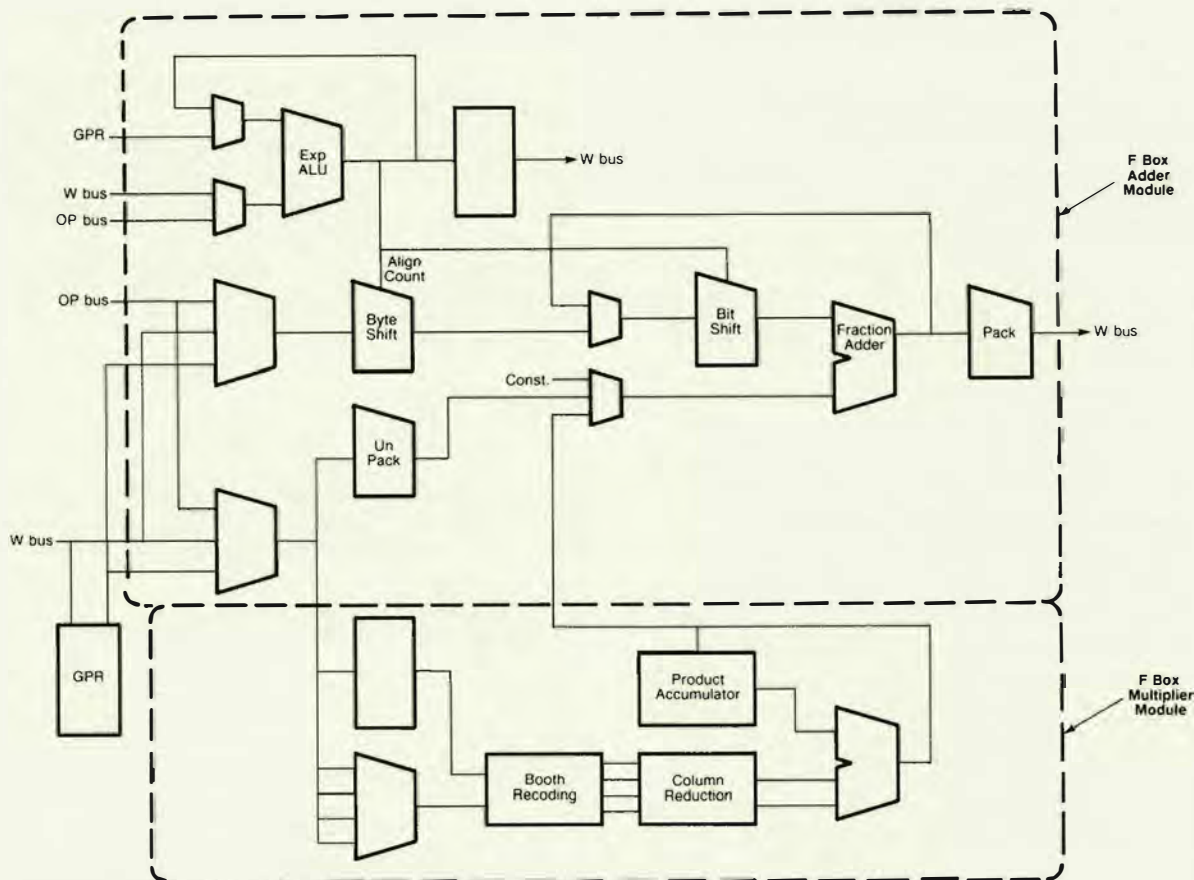 GPR
W bus
OP bus
Exp
ALU
W bus
F Box
Adder
Module
Align
Count
OP bus
Byte
Shift
Bit
Shift
Fraction
Adder
Pack
W bus
Const.
Un
Pack
W bus
GPR
Product
Accumulator
F Box
Multiplier
Module
Booth
Recoding
Column
Reduction